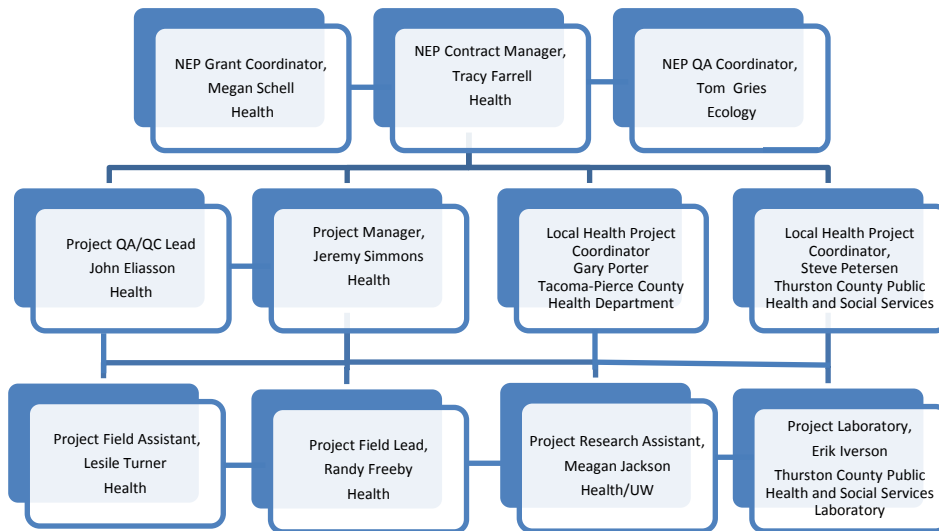 NEP Grant Coordinator,
Megan Schell
Health
NEP Contract Manager,
Tracy Farrell
Health
NEP QA Coordinator,
Tom Gries
Ecology
Project QA/QC Lead
John Eliasson
Health
Project Manager,
Jeremy Simmons
Health
Local Health Project
Coordinator
Gary Porter
Tacoma-Pierce County
Health Department
Local Health Project
Coordinator,
Steve Petersen
Thurston County Public
Health and Social Services
Project Field Assistant,
Lesile Turner
Health
Project Field Lead,
Randy Freeby
Health
Project Research Assistant,
Meagan Jackson
Health/UW
Project Laboratory,
Erik Iverson
Thurston County Public
Health and Social Services
Laboratory